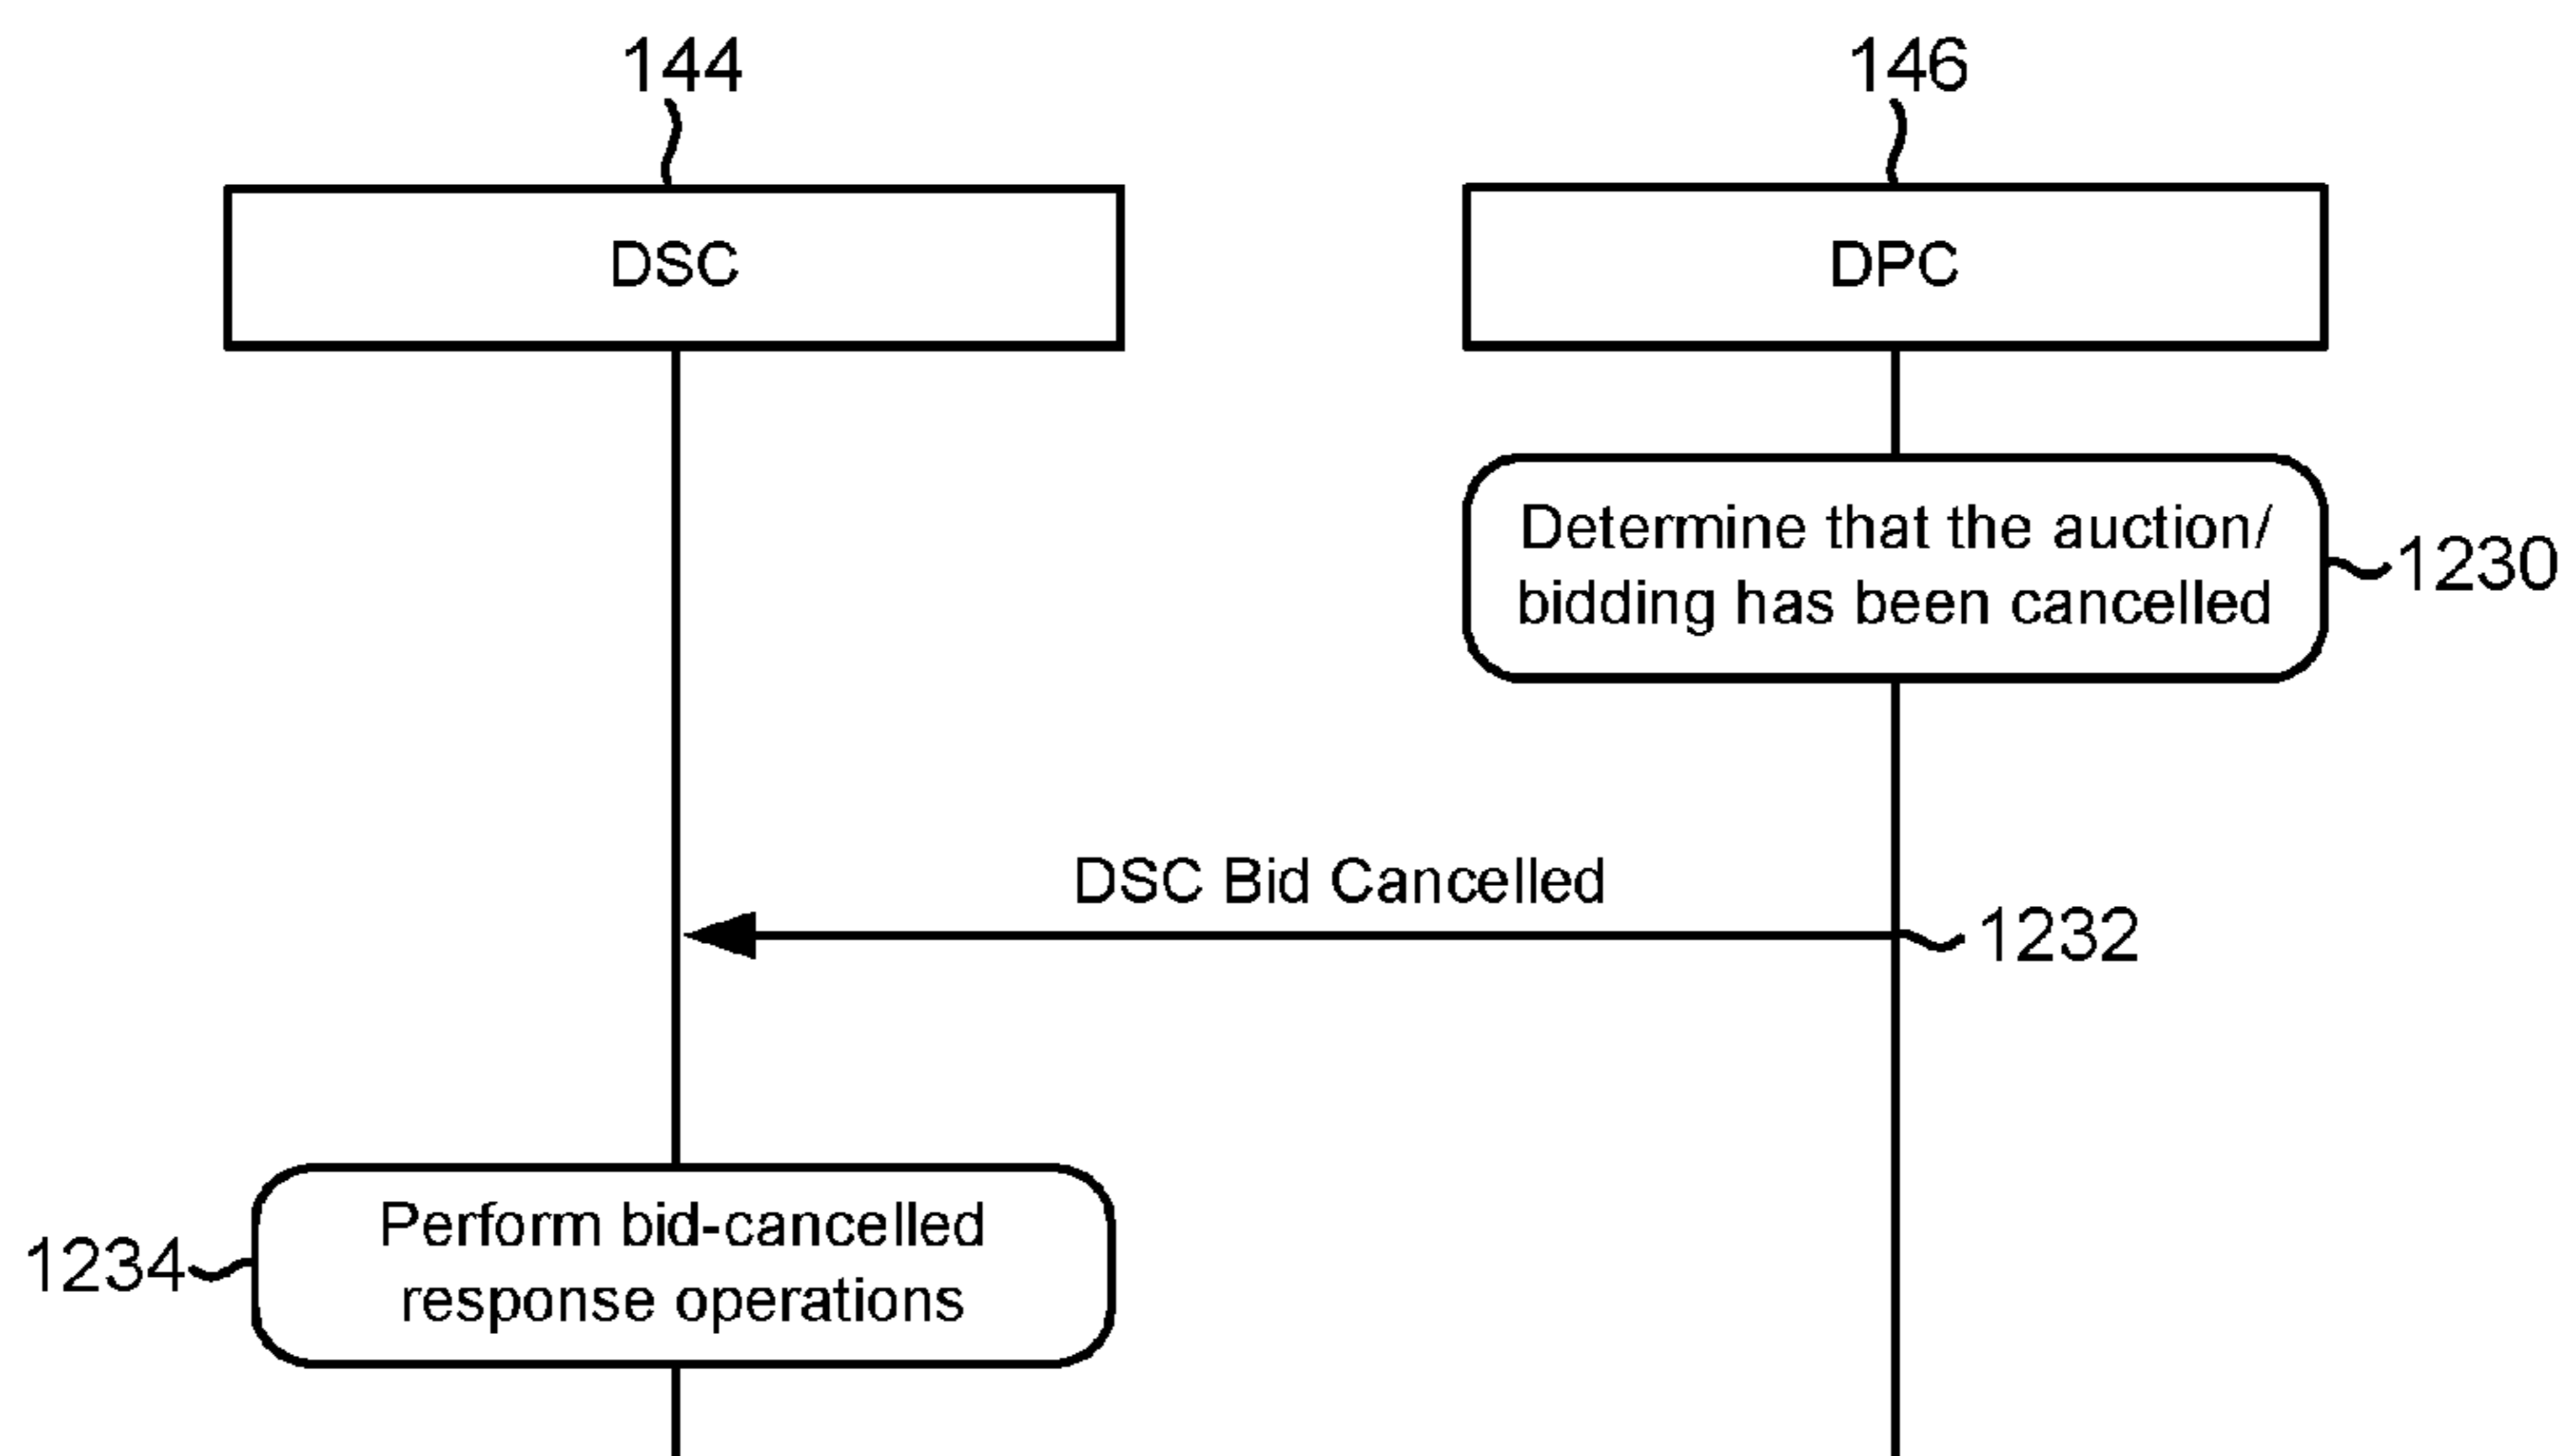 144
146
DSC
DPC
Determine that the auction/
bidding has been cancelled
1230
DSC Bid Cancelled
1232
Perform bid-cancelled
response operations
1234